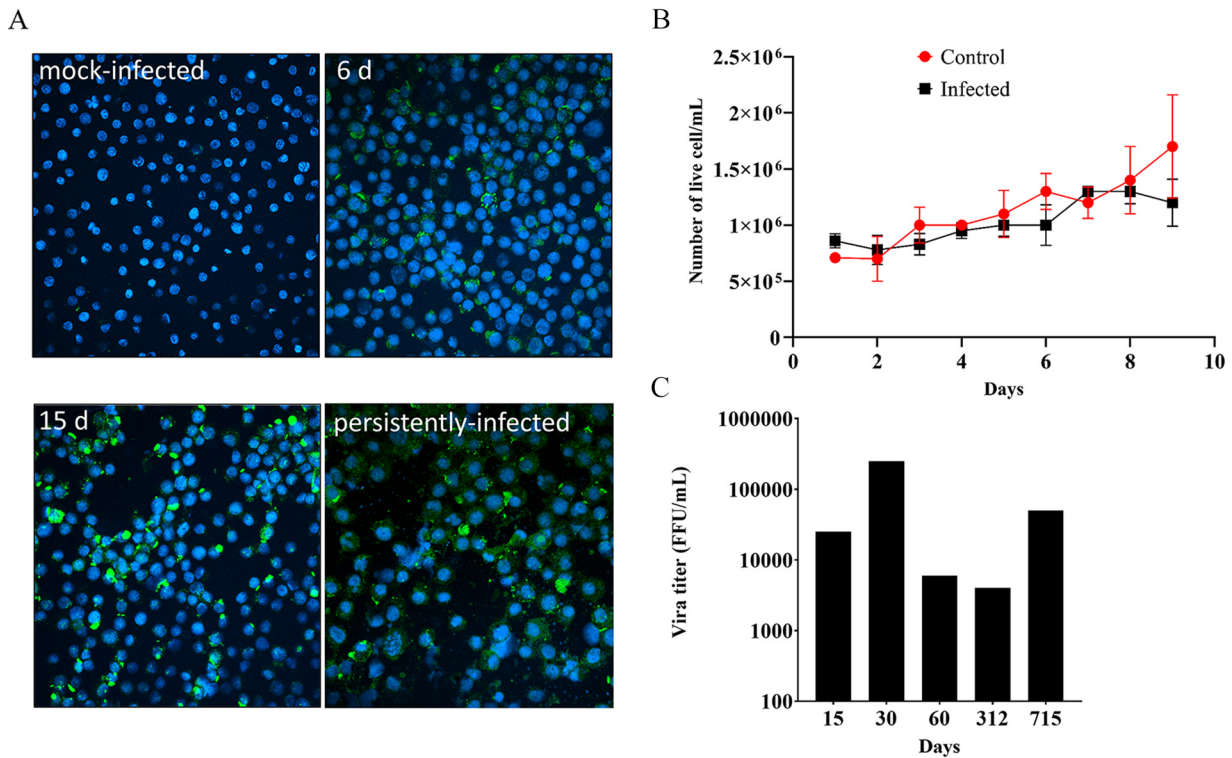 A
mock-infected
6 d
15 d
persistently-infected
B
Control
Infected
2.5×10⁶
2×10⁶
1.5×10⁶
1×10⁶
5×10⁵
0
Number of live cell/mL
0 2 4 6 8 10
Days
C
1000000
100000
10000
1000
100
Vira titer (FFU/mL)
15 30 60 312 715
Days